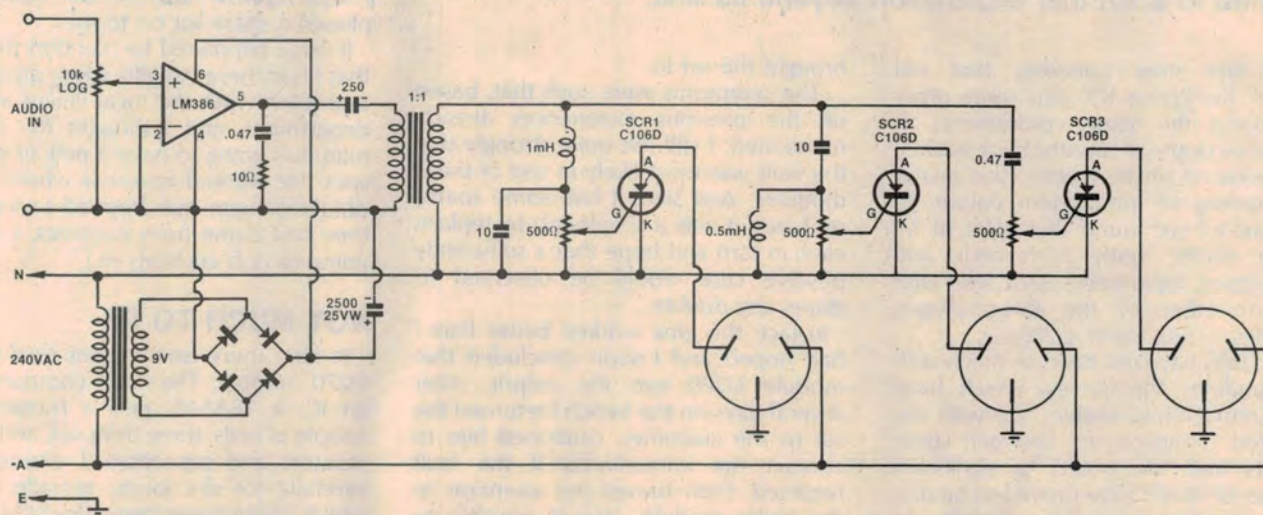 10k
LOG
AUDIO
IN
3
+
6
LM386
5
2
-
4
.047
10Ω
250
+
1:1
1mH
10
500Ω
SCR1
C106D
A
G
K
10
0.5mH
500Ω
SCR2
C106D
A
G
0.47
500Ω
SCR3
C106D
A
G
N
240VAC
9V
2500
25VW
A
E